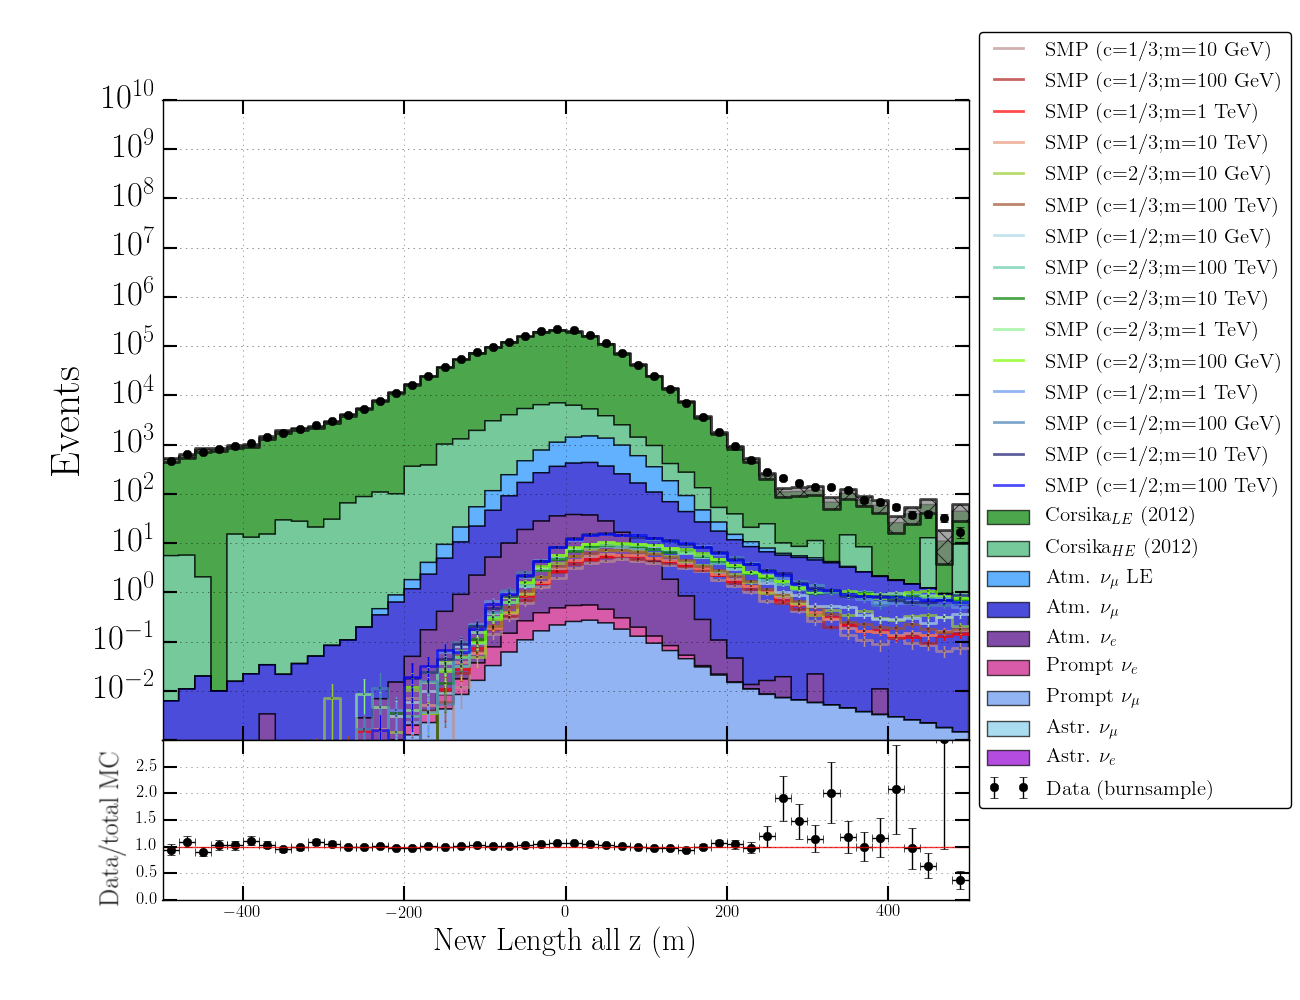 10^10
10^9
10^8
10^7
10^6
10^5
10^4
10^3
10^2
10^1
10^0
10^−1
10^−2
Events
2.5
2.0
1.5
1.0
0.5
0.0
Data/total MC
−400
−200
0
200
400
New Length all z (m)
SMP (c=1/3;m=10 GeV)
SMP (c=1/3;m=100 GeV)
SMP (c=1/3;m=1 TeV)
SMP (c=1/3;m=10 TeV)
SMP (c=2/3;m=10 GeV)
SMP (c=1/3;m=100 TeV)
SMP (c=1/2;m=10 GeV)
SMP (c=2/3;m=100 TeV)
SMP (c=2/3;m=10 TeV)
SMP (c=2/3;m=1 TeV)
SMP (c=2/3;m=100 GeV)
SMP (c=1/2;m=1 TeV)
SMP (c=1/2;m=100 GeV)
SMP (c=1/2;m=10 TeV)
SMP (c=1/2;m=100 TeV)
Corsika_LE (2012)
Corsika_HE (2012)
Atm. ν_μ LE
Atm. ν_μ
Atm. ν_e
Prompt ν_e
Prompt ν_μ
Astr. ν_μ
Astr. ν_e
Data (burnsample)